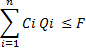 n
∑ Ci Qi ≤ F
i=1